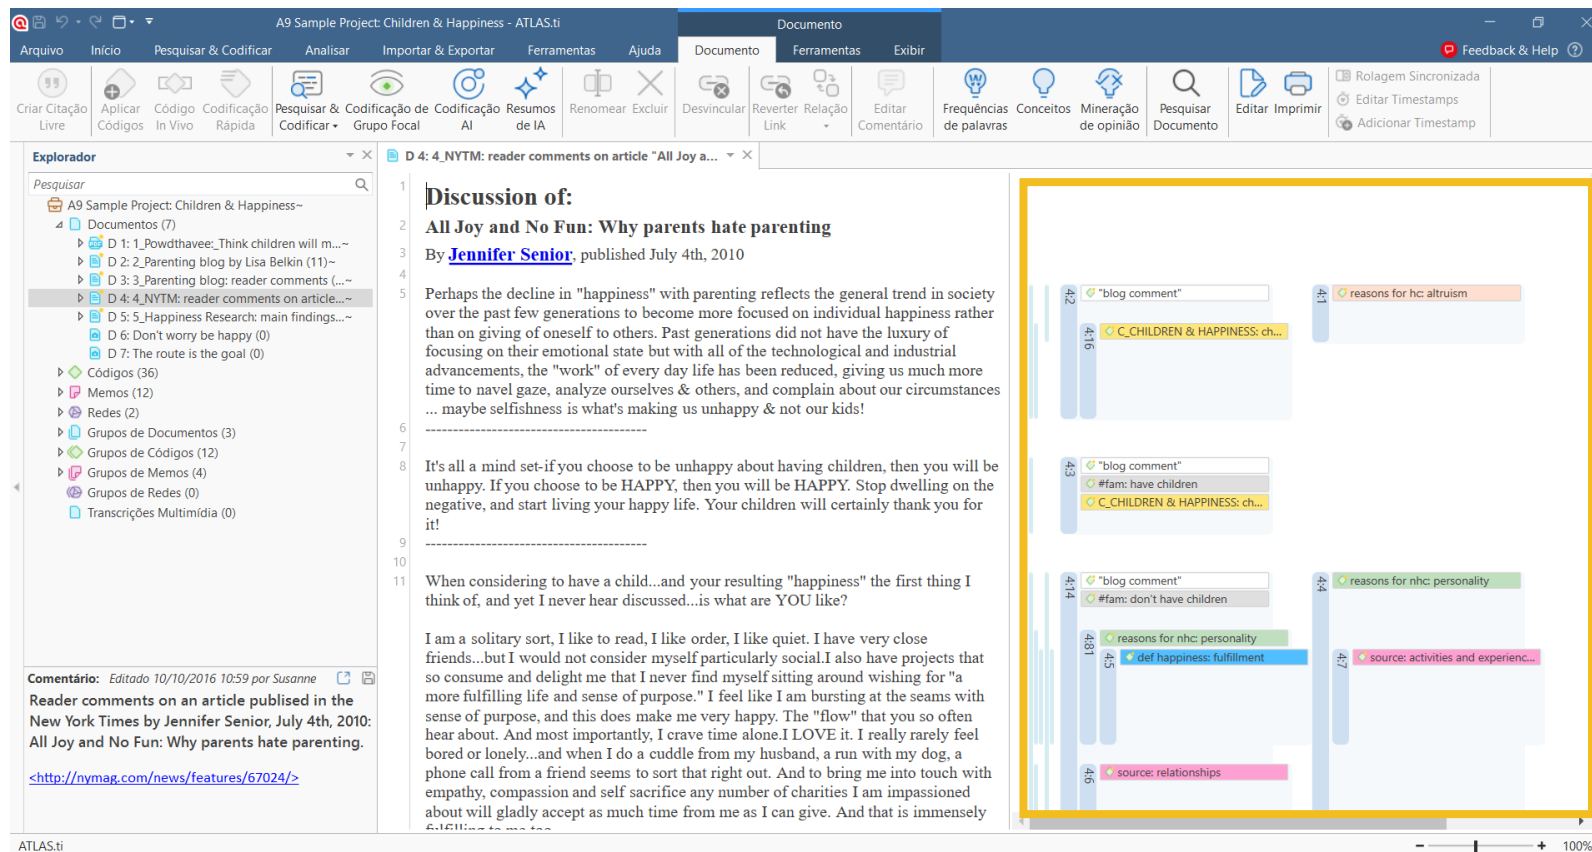 A9 Sample Project: Children & Happiness - ATLAS.ti
Documento
Arquivo Início Pesquisar & Codificar Analisar Importar & Exportar Ferramentas Ajuda Documento Ferramentas Exibir Feedback & Help
Criar Citação Livre
Aplicar Códigos
Código In Vivo
Codificação Rápida
Pesquisar & Codificar
Codificação de Grupo Focal
Codificação AI
Resumos de IA
Renomear
Excluir
Desvincular
Reverter Link
Relação
Editar Comentário
Frequências de palavras
Conceitos
Mineração de opinião
Pesquisar Documento
Editar
Imprimir
Rolagem Sincronizada
Editar Timestamps
Adicionar Timestamp
Explorador
Pesquisar
A9 Sample Project: Children & Happiness~
Documentos (7)
D 1: 1_Powdthavee:_Think children will m...~
D 2: 2_Parenting blog by Lisa Belkin (11)~
D 3: 3_Parenting blog: reader comments (...~
D 4: 4_NYTM: reader comments on article...~
D 5: 5_Happiness Research: main findings...~
D 6: Don't worry be happy (0)
D 7: The route is the goal (0)
Códigos (36)
Memos (12)
Redes (2)
Grupos de Documentos (3)
Grupos de Códigos (12)
Grupos de Memos (4)
Grupos de Redes (0)
Transcrições Multimídia (0)
Comentário: Editado 10/10/2016 10:59 por Susanne
Reader comments on an article publised in the
New York Times by Jennifer Senior, July 4th, 2010:
All Joy and No Fun: Why parents hate parenting.
<http://nymag.com/news/features/67024/>
D 4: 4_NYTM: reader comments on article "All Joy a...
1 Discussion of:
2 All Joy and No Fun: Why parents hate parenting
3 By Jennifer Senior, published July 4th, 2010
4
5 Perhaps the decline in "happiness" with parenting reflects the general trend in society
over the past few generations to become more focused on individual happiness rather
than on giving of oneself to others. Past generations did not have the luxury of
focusing on their emotional state but with all of the technological and industrial
advancements, the "work" of every day life has been reduced, giving us much more
time to navel gaze, analyze ourselves & others, and complain about our circumstances
... maybe selfishness is what's making us unhappy & not our kids!
6 ----------------------------------------
7
8 It's all a mind set-if you choose to be unhappy about having children, then you will be
unhappy. If you choose to be HAPPY, then you will be HAPPY. Stop dwelling on the
negative, and start living your happy life. Your children will certainly thank you for
it!
9 ----------------------------------------
10
11 When considering to have a child...and your resulting "happiness" the first thing I
think of, and yet I never hear discussed...is what are YOU like?
I am a solitary sort, I like to read, I like order, I like quiet. I have very close
friends...but I would not consider myself particularly social.I also have projects that
so consume and delight me that I never find myself sitting around wishing for "a
more fulfilling life and sense of purpose." I feel like I am bursting at the seams with
sense of purpose, and this does make me very happy. The "flow" that you so often
hear about. And most importantly, I crave time alone.I LOVE it. I really rarely feel
bored or lonely...and when I do a cuddle from my husband, a run with my dog, a
phone call from a friend seems to sort that right out. And to bring me into touch with
empathy, compassion and self sacrifice any number of charities I am impassioned
about will gladly accept as much time from me as I can give. And that is immensely
4:2 "blog comment"
4:1 reasons for hc: altruism
4:16 C_CHILDREN & HAPPINESS: ch...
4:3 "blog comment"
#fam: have children
C_CHILDREN & HAPPINESS: ch...
4:14 "blog comment"
#fam: don't have children
4:4 reasons for nhc: personality
4:81 reasons for nhc: personality
4:5 def happiness: fulfillment
4:7 source: activities and experienc...
4:6 source: relationships
ATLAS.ti
100%